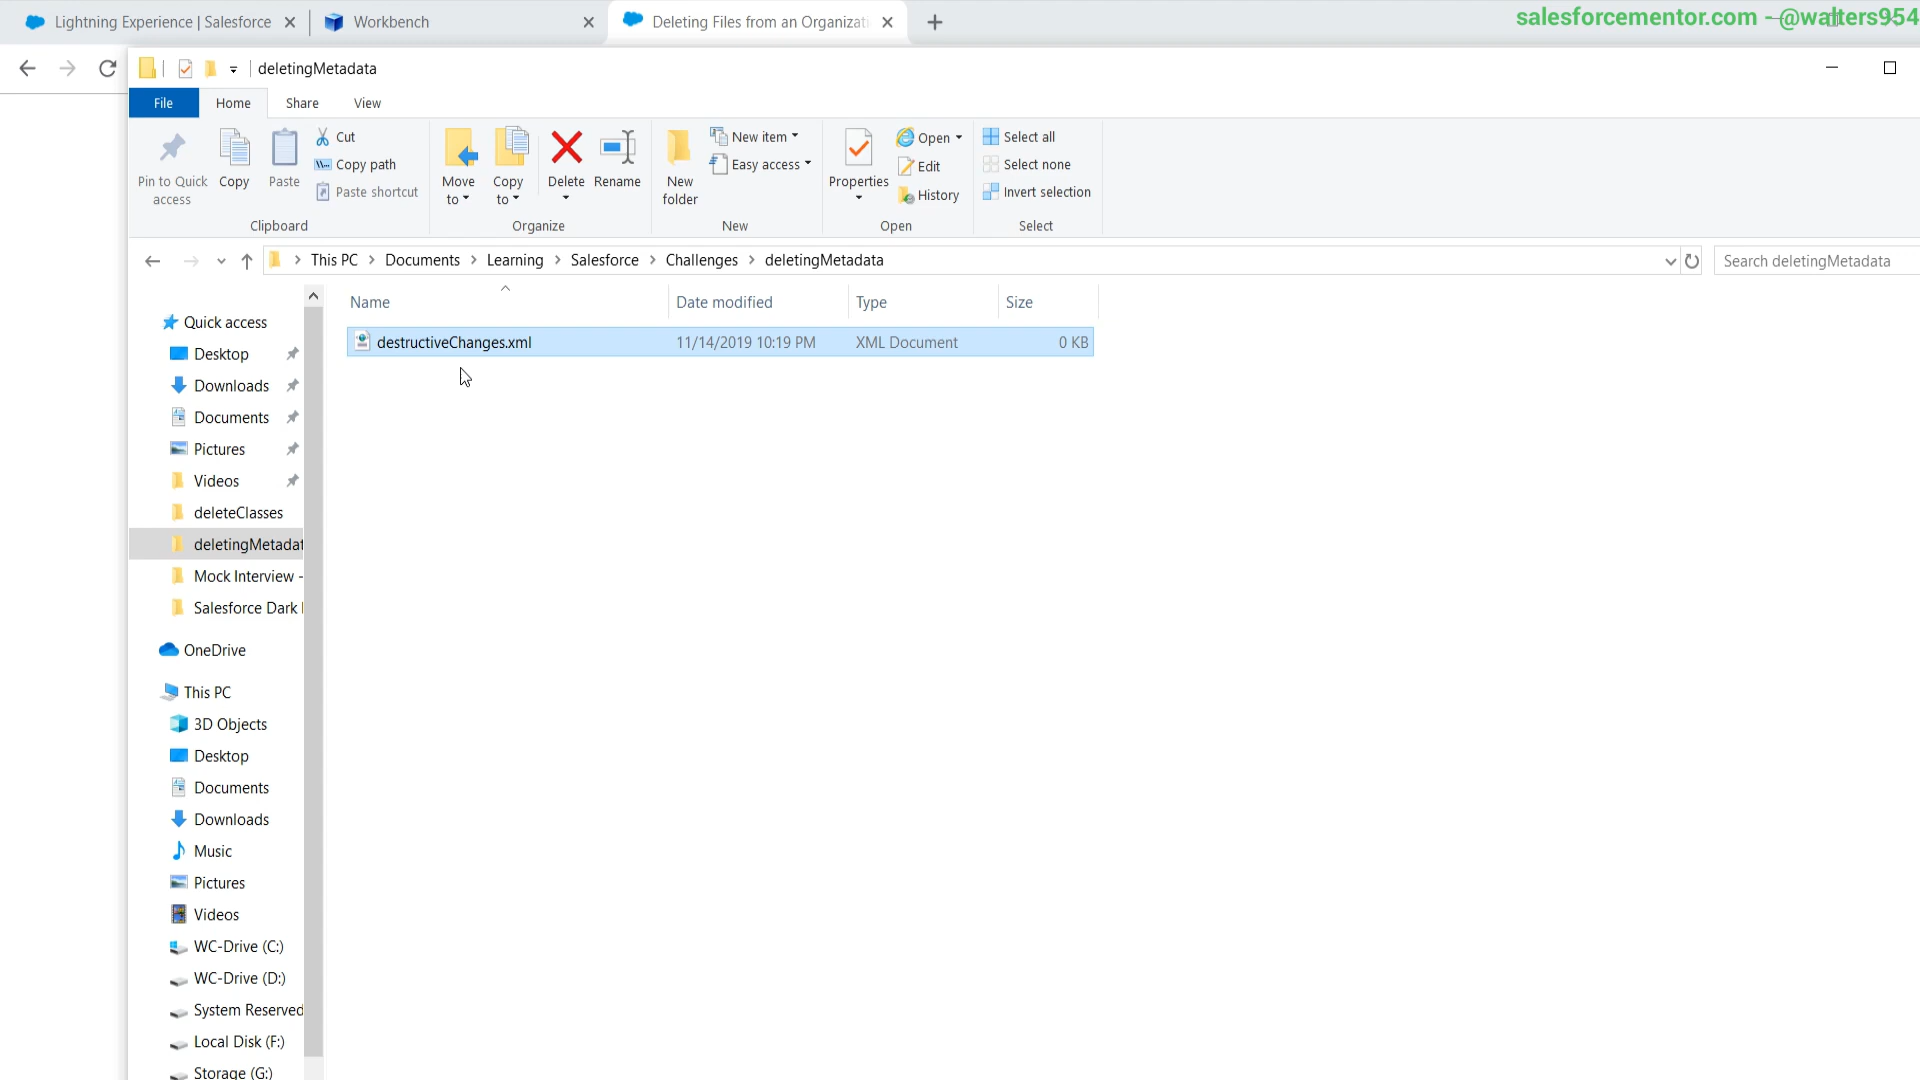 Lightning Experience | Salesforce
Workbench
Deleting Files from an Organizati
salesforcementor.com - @walters954
deletingMetadata
File
Home
Share
View
Pin to Quick access
Copy
Paste
Cut
Copy path
Paste shortcut
Move to
Copy to
Delete
Rename
New folder
New item
Easy access
Properties
Open
Edit
History
Select all
Select none
Invert selection
Clipboard
Organize
New
Open
Select
This PC > Documents > Learning > Salesforce > Challenges > deletingMetadata
Search deletingMetadata
Name
Date modified
Type
Size
destructiveChanges.xml
11/14/2019 10:19 PM
XML Document
0 KB
Quick access
Desktop
Downloads
Documents
Pictures
Videos
deleteClasses
deletingMetadat
Mock Interview -
Salesforce Dark
OneDrive
This PC
3D Objects
Desktop
Documents
Downloads
Music
Pictures
Videos
WC-Drive (C:)
WC-Drive (D:)
System Reserved
Local Disk (F:)
Storage (G:)